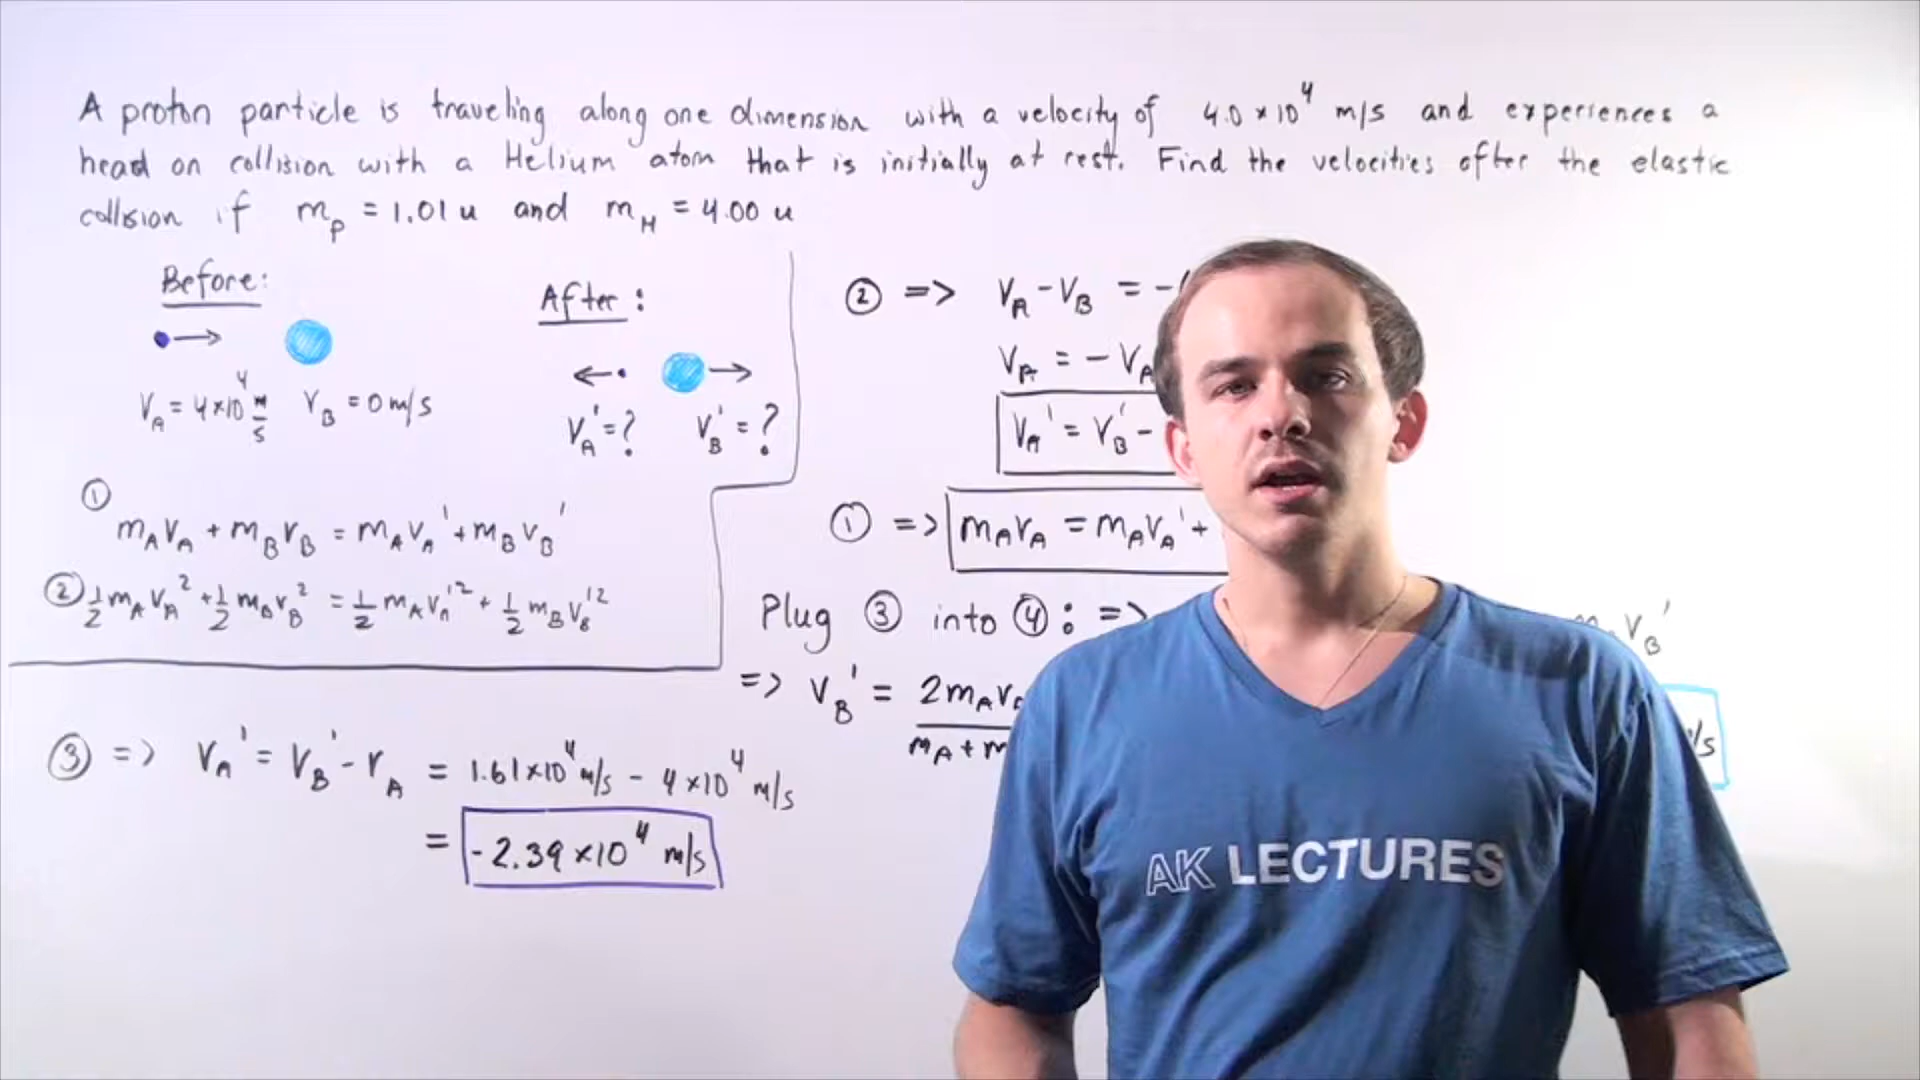 A proton particle is traveling along one dimension with a velocity of 4.0 × 10⁴ m/s and experiences a
head on collision with a Helium atom that is initially at rest. Find the velocities after the elastic
collision if m_p = 1.01 u and m_H = 4.00 u
Before:
V_A = 4×10⁴ m/s V_B = 0 m/s
After:
V_A' = ? V_B' = ?
① m_A V_A + m_B V_B = m_A V_A' + m_B V_B'
② ½ m_A V_A² + ½ m_B V_B² = ½ m_A V_A'² + ½ m_B V_B'²
③ => V_A' = V_B' - V_A = 1.61×10⁴ m/s - 4×10⁴ m/s
= -2.39×10⁴ m/s
② => V_A - V_B = -
V_A = - V_A
V_A' = V_B' -
① => m_A V_A = m_A V_A' +
Plug ③ into ④: => V_B'
=> V_B' = 2m_A V
m_A + m
/s
AK LECTURES